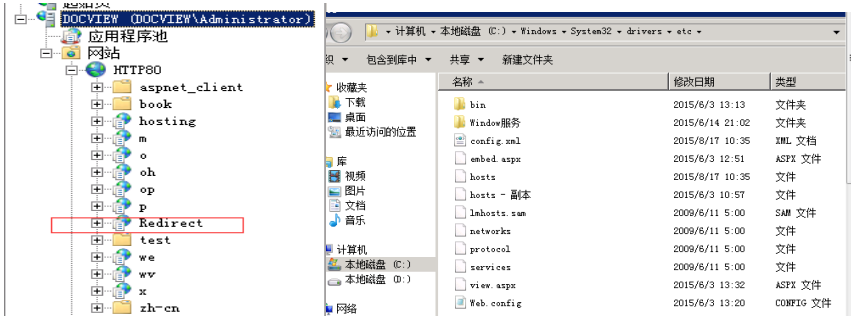 起始页
DOCVIEW (DOCVIEW\Administrator)
应用程序池
网站
HTTP80
aspnet_client
book
hosting
m
o
oh
op
p
Redirect
test
we
wv
x
zh-cn
计算机 本地磁盘 (C:) Windows System32 drivers etc
织 包含到库中 共享 新建文件夹
收藏夹
下载
桌面
最近访问的位置
库
视频
图片
文档
音乐
计算机
本地磁盘 (C:)
本地磁盘 (D:)
网络
名称 修改日期 类型
bin 2015/6/3 13:13 文件夹
Window服务 2015/6/14 21:02 文件夹
config.xml 2015/8/17 10:35 XML 文档
embed.aspx 2015/6/3 12:51 ASPX 文件
hosts 2015/8/17 10:35 文件
hosts - 副本 2015/6/3 10:57 文件
lmhosts.sam 2009/6/11 5:00 SAM 文件
networks 2009/6/11 5:00 文件
protocol 2009/6/11 5:00 文件
services 2009/6/11 5:00 文件
view.aspx 2015/6/3 13:32 ASPX 文件
Web.config 2015/6/3 13:20 CONFIG 文件